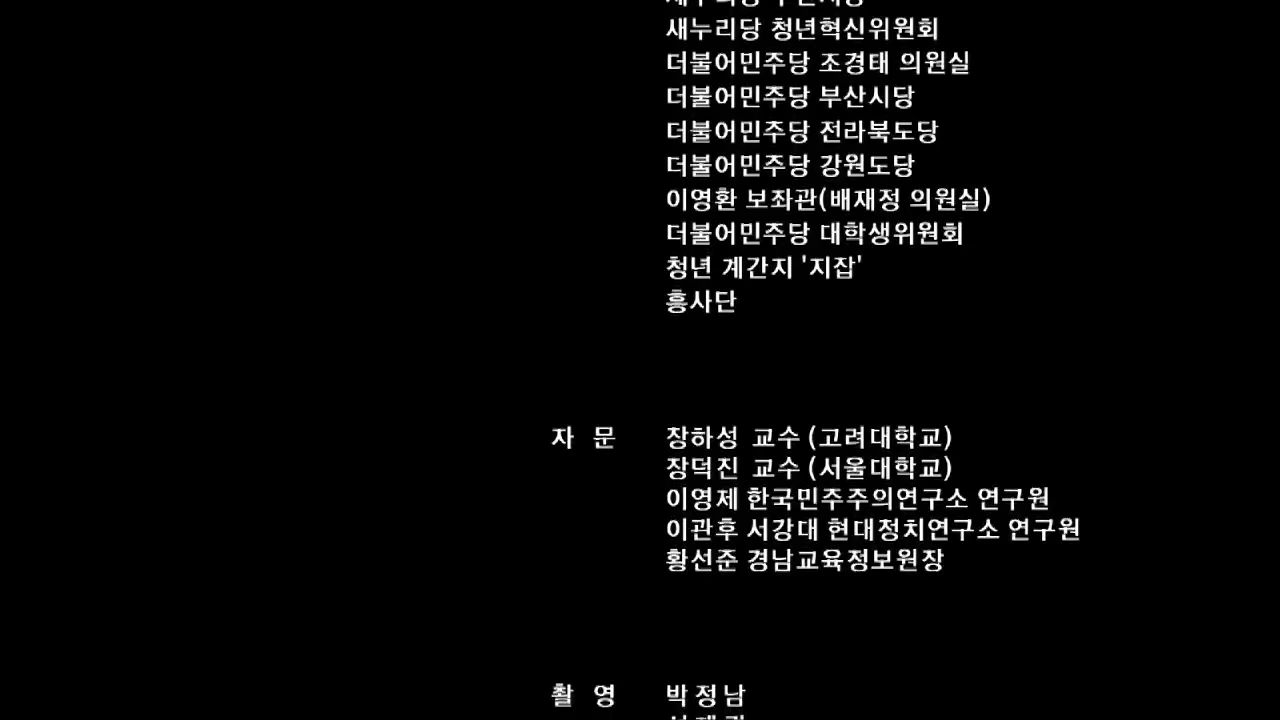 새누리당 청년혁신위원회
더불어민주당 조경태 의원실
더불어민주당 부산시당
더불어민주당 전라북도당
더불어민주당 강원도당
이영환 보좌관(배재정 의원실)
더불어민주당 대학생위원회
청년 계간지 '지잡'
흥사단
자 문 장하성 교수 (고려대학교)
장덕진 교수 (서울대학교)
이영제 한국민주주의연구소 연구원
이관후 서강대 현대정치연구소 연구원
황선준 경남교육정보원장
촬 영 박 정 남